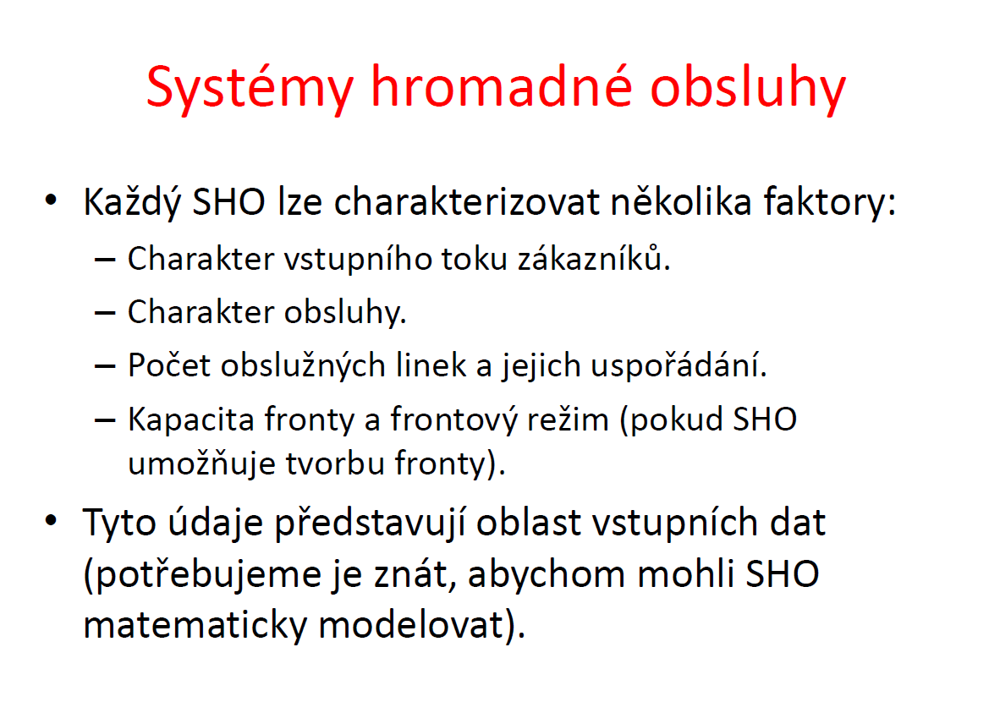 Systémy hromadné obsluhy
• Každý SHO lze charakterizovat několika faktory:
– Charakter vstupního toku zákazníků.
– Charakter obsluhy.
– Počet obslužných linek a jejich uspořádání.
– Kapacita fronty a frontový režim (pokud SHO
umožňuje tvorbu fronty).
• Tyto údaje představují oblast vstupních dat
(potřebujeme je znát, abychom mohli SHO
matematicky modelovat).